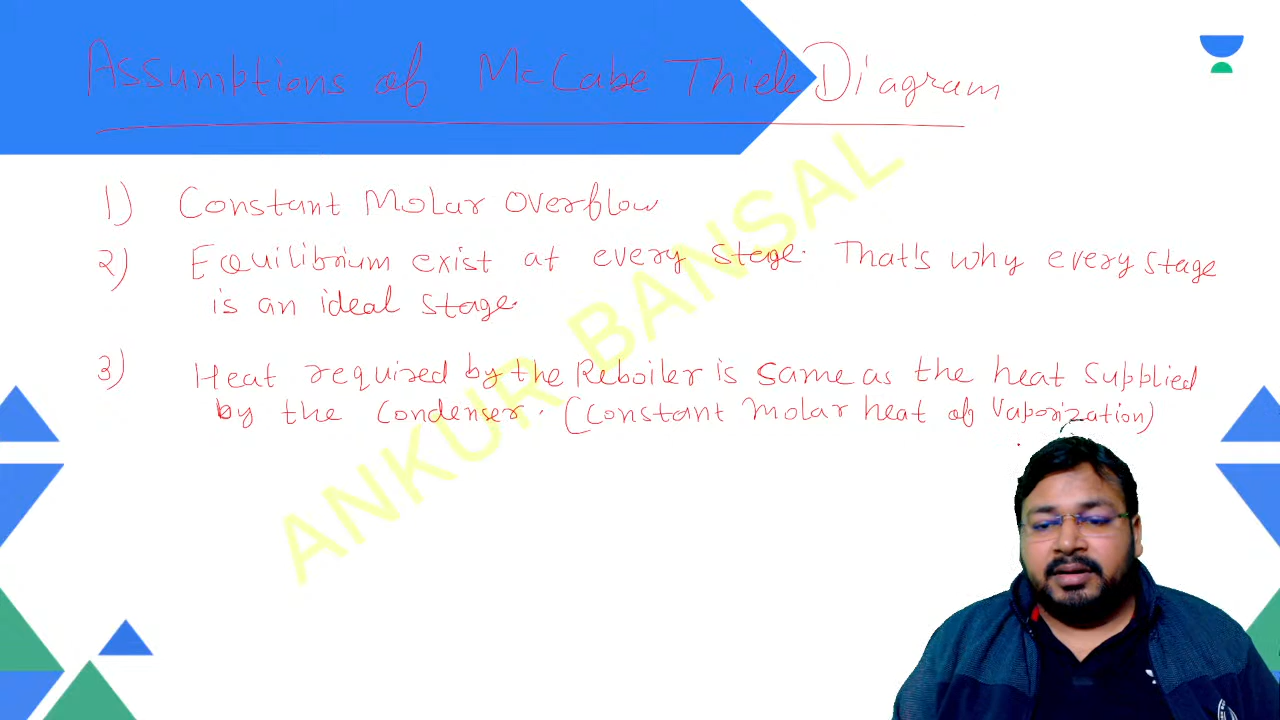 Assumptions of McCabe Thiele Diagram
1) Constant Molar Overflow
2) Equilibrium exist at every stage. That's why every stage
is an ideal stage.
3) Heat required by the Reboiler is same as the heat supplied
by the condenser. (constant molar heat of vaporization)
ANKUR BANSAL